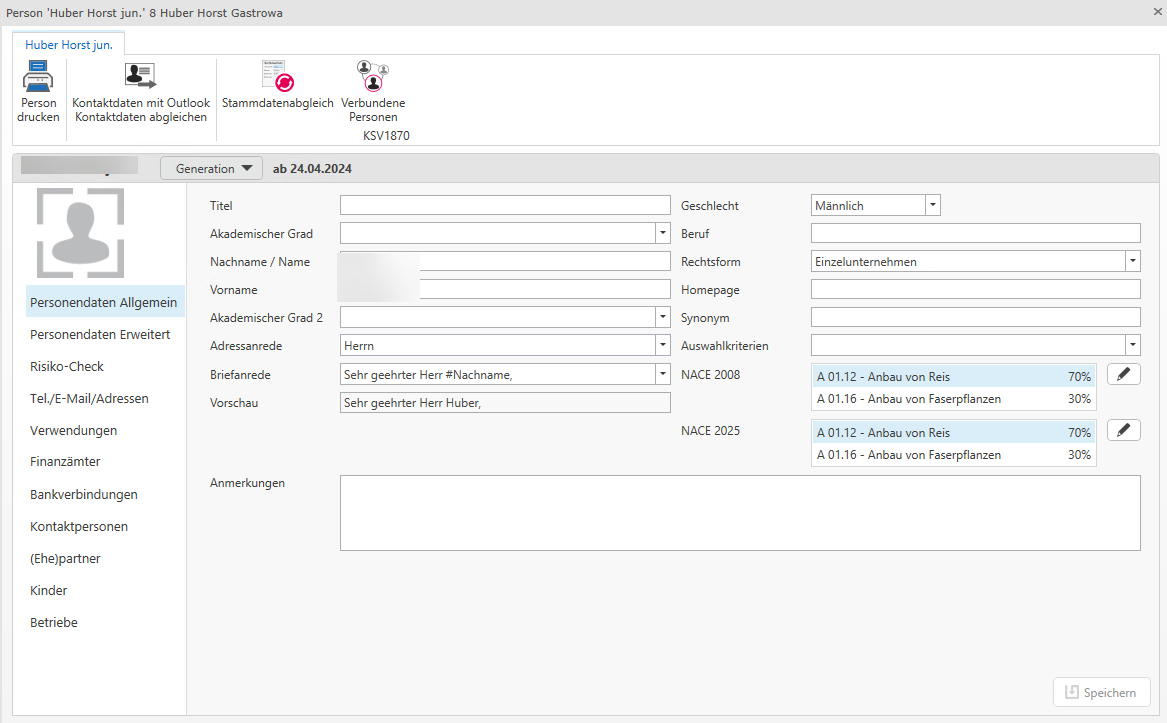 Person 'Huber Horst jun.' 8 Huber Horst Gastrowa
Huber Horst jun.
Person drucken
Kontaktdaten mit Outlook
Kontaktdaten abgleichen
Stammdatenabgleich
Verbundene Personen
KSV1870
Generation
ab 24.04.2024
Personendaten Allgemein
Personendaten Erweitert
Risiko-Check
Tel./E-Mail/Adressen
Verwendungen
Finanzämter
Bankverbindungen
Kontaktpersonen
(Ehe)partner
Kinder
Betriebe
Titel
Akademischer Grad
Nachname / Name
Vorname
Akademischer Grad 2
Adressanrede Herrn
Briefanrede Sehr geehrter Herr #Nachname,
Vorschau Sehr geehrter Herr Huber,
Geschlecht Männlich
Beruf
Rechtsform Einzelunternehmen
Homepage
Synonym
Auswahlkriterien
NACE 2008 A 01.12 - Anbau von Reis 70%
A 01.16 - Anbau von Faserpflanzen 30%
NACE 2025 A 01.12 - Anbau von Reis 70%
A 01.16 - Anbau von Faserpflanzen 30%
Anmerkungen
Speichern